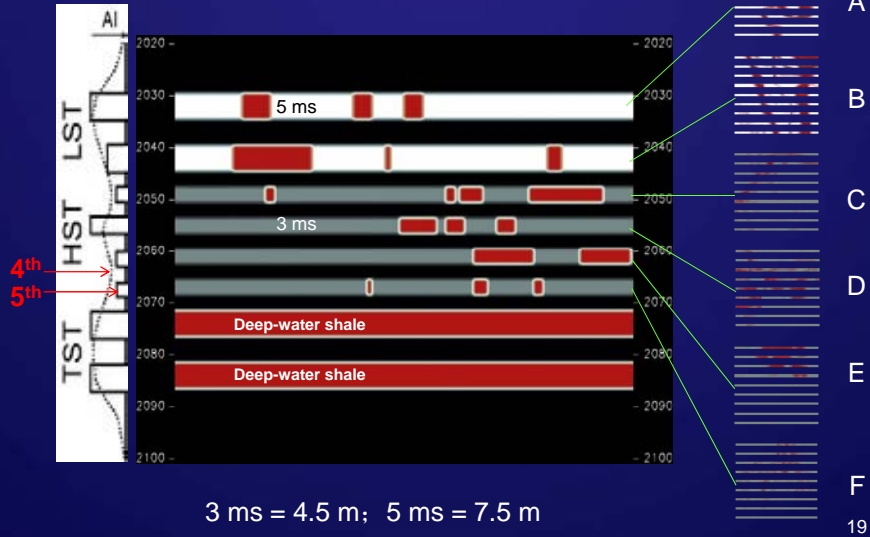 AI
LST
HST
TST
4th
5th
2020
2030
2040
2050
2060
2070
2080
2090
2100
5 ms
3 ms
Deep-water shale
Deep-water shale
2020
2030
2040
2050
2060
2070
2080
2090
2100
A
B
C
D
E
F
3 ms = 4.5 m; 5 ms = 7.5 m
19